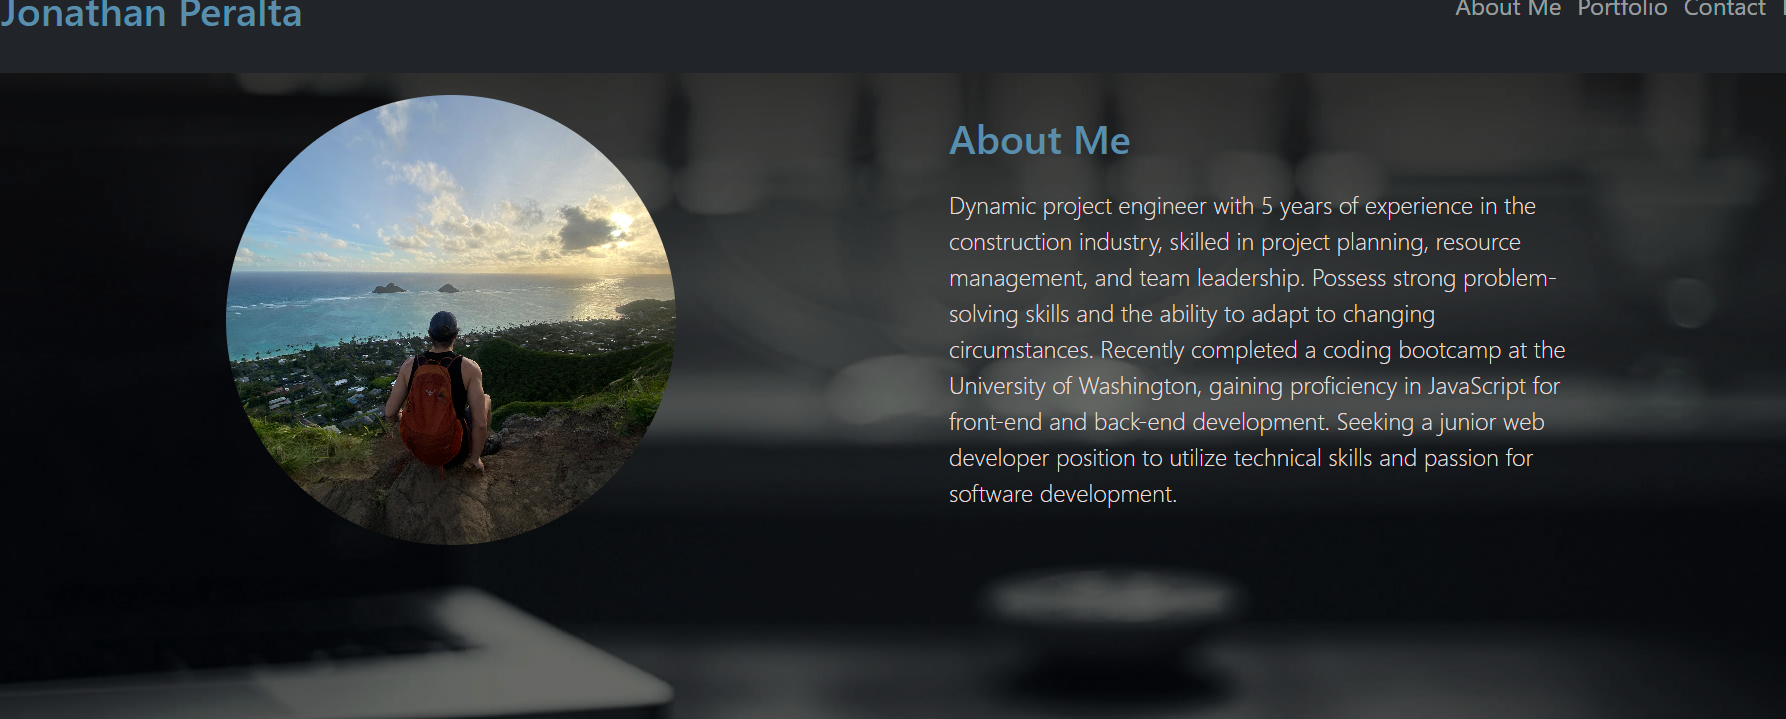 Jonathan Peralta
About Me Portfolio Contact
About Me
Dynamic project engineer with 5 years of experience in the
construction industry, skilled in project planning, resource
management, and team leadership. Possess strong problem-
solving skills and the ability to adapt to changing
circumstances. Recently completed a coding bootcamp at the
University of Washington, gaining proficiency in JavaScript for
front-end and back-end development. Seeking a junior web
developer position to utilize technical skills and passion for
software development.